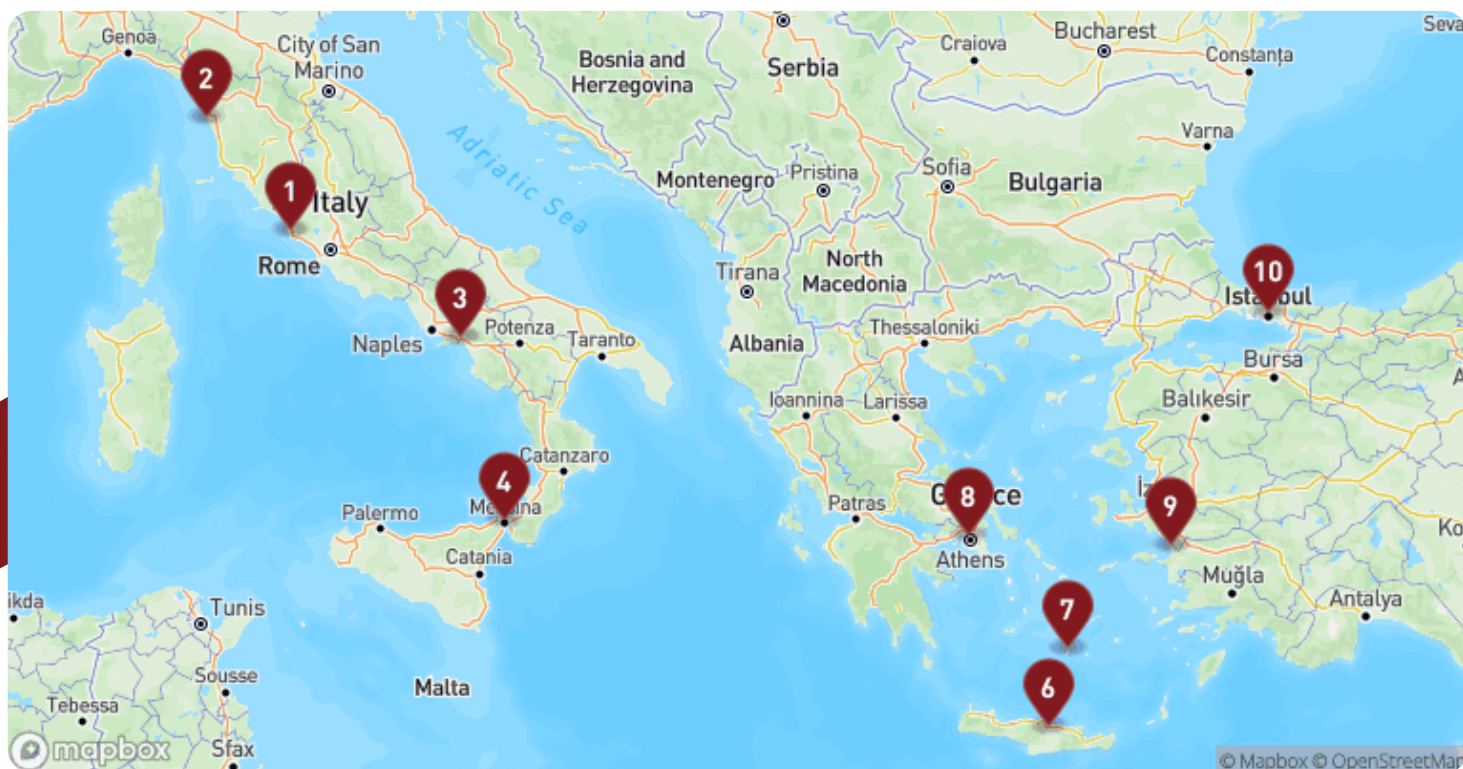 Genoa
City of San
Marino
2
Bosnia and
Herzegovina
Serbia
Craiova
Bucharest
Constanța
Seva
Adriatic Sea
Varna
1
Italy
Montenegro
Pristina
Sofia
Bulgaria
Rome
Tirana
North
Macedonia
10
Istanbul
3
Naples
Potenza
Taranto
Albania
Thessaloniki
Bursa
Ioannina
Larissa
Balıkesir
4
Catanzaro
Palermo
Catania
Patras
8
Athens
9
Ko
Muğla
Antalya
ikda
Tunis
7
Sousse
Malta
6
Tebessa
Sfax
mapbox
© Mapbox © OpenStreetMap